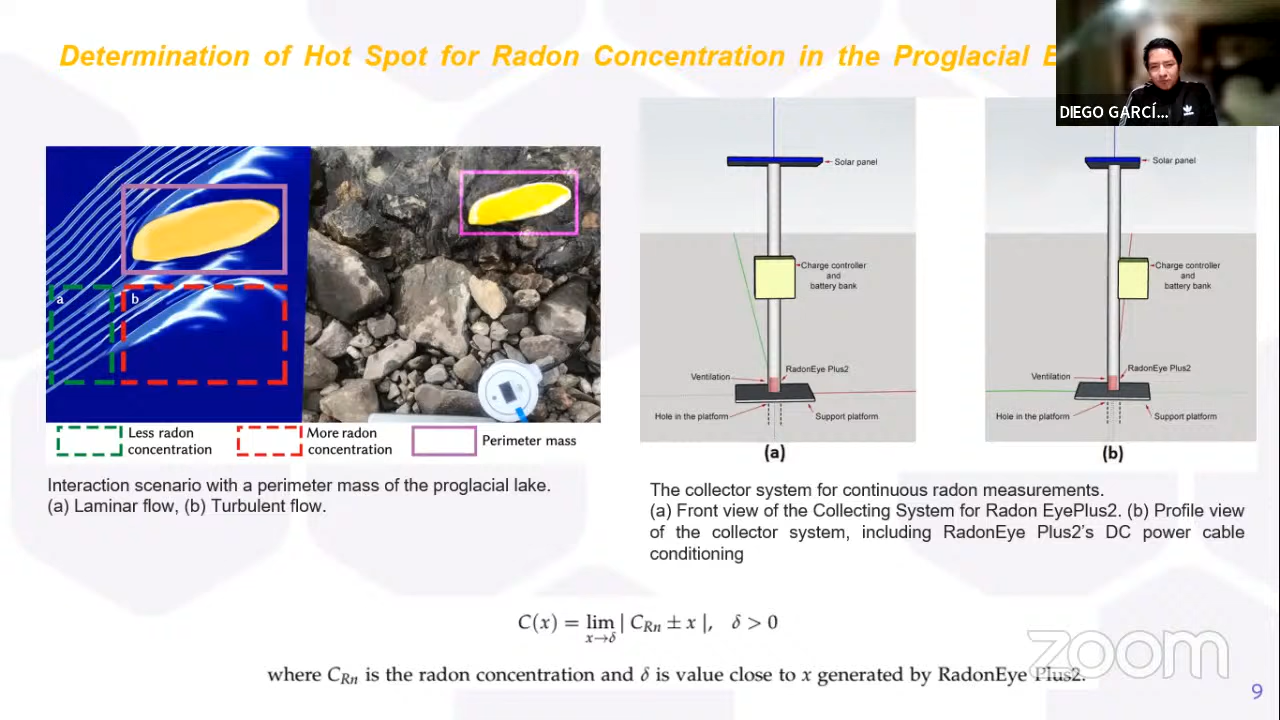 Determination of Hot Spot for Radon Concentration in the Proglacial
DIEGO GARCÍ...
a
b
Less radon
concentration
More radon
concentration
Perimeter mass
Interaction scenario with a perimeter mass of the proglacial lake.
(a) Laminar flow, (b) Turbulent flow.
Solar panel
Charge controller
and
battery bank
Ventilation
RadonEye Plus2
Hole in the platform
Support platform
(a)
Solar panel
Charge controller
and
battery bank
Ventilation
RadonEye Plus2
Hole in the platform
Support platform
(b)
The collector system for continuous radon measurements.
(a) Front view of the Collecting System for Radon EyePlus2. (b) Profile view
of the collector system, including RadonEye Plus2's DC power cable
conditioning
C(x) = lim x→δ | C_Rn ± x |, δ > 0
where C_Rn is the radon concentration and δ is value close to x generated by RadonEye Plus2.
zoom
9